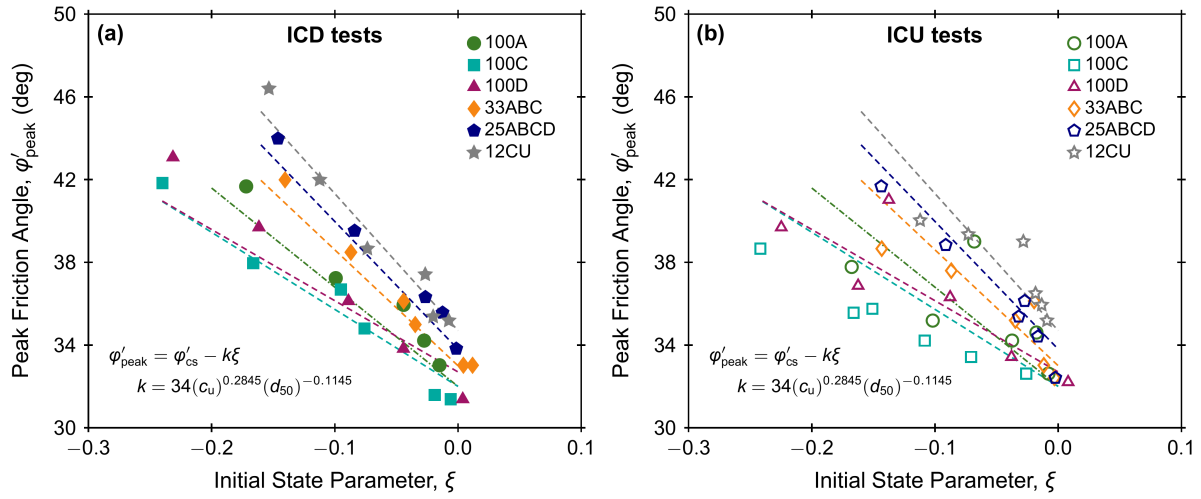 (a) ICD tests
Peak Friction Angle, φ′peak (deg)
50
46
42
38
34
30
100A
100C
100D
33ABC
25ABCD
12CU
φ′peak = φ′cs − kξ
k = 34(cu)^0.2845(d50)^−0.1145
−0.3 −0.2 −0.1 0.0 0.1
Initial State Parameter, ξ
(b) ICU tests
Peak Friction Angle, φ′peak (deg)
50
46
42
38
34
30
100A
100C
100D
33ABC
25ABCD
12CU
φ′peak = φ′cs − kξ
k = 34(cu)^0.2845(d50)^−0.1145
−0.3 −0.2 −0.1 0.0 0.1
Initial State Parameter, ξ